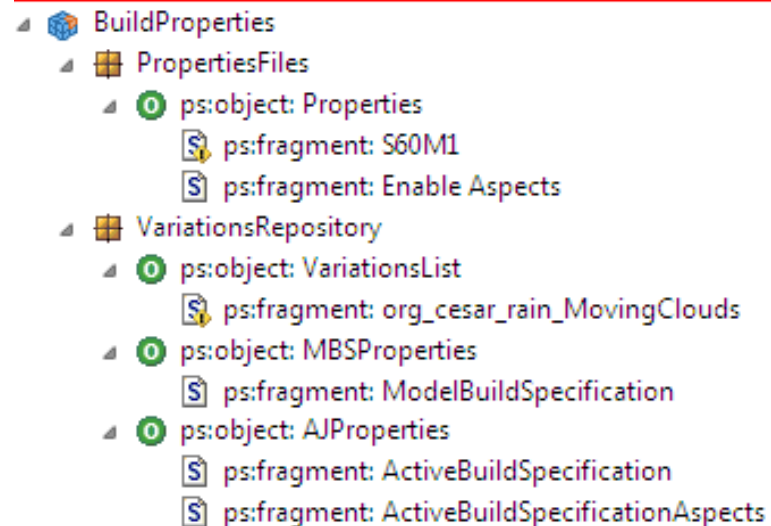 BuildProperties
PropertiesFiles
ps:object: Properties
ps:fragment: S60M1
ps:fragment: Enable Aspects
VariationsRepository
ps:object: VariationsList
ps:fragment: org_cesar_rain_MovingClouds
ps:object: MBSProperties
ps:fragment: ModelBuildSpecification
ps:object: AJProperties
ps:fragment: ActiveBuildSpecification
ps:fragment: ActiveBuildSpecificationAspects